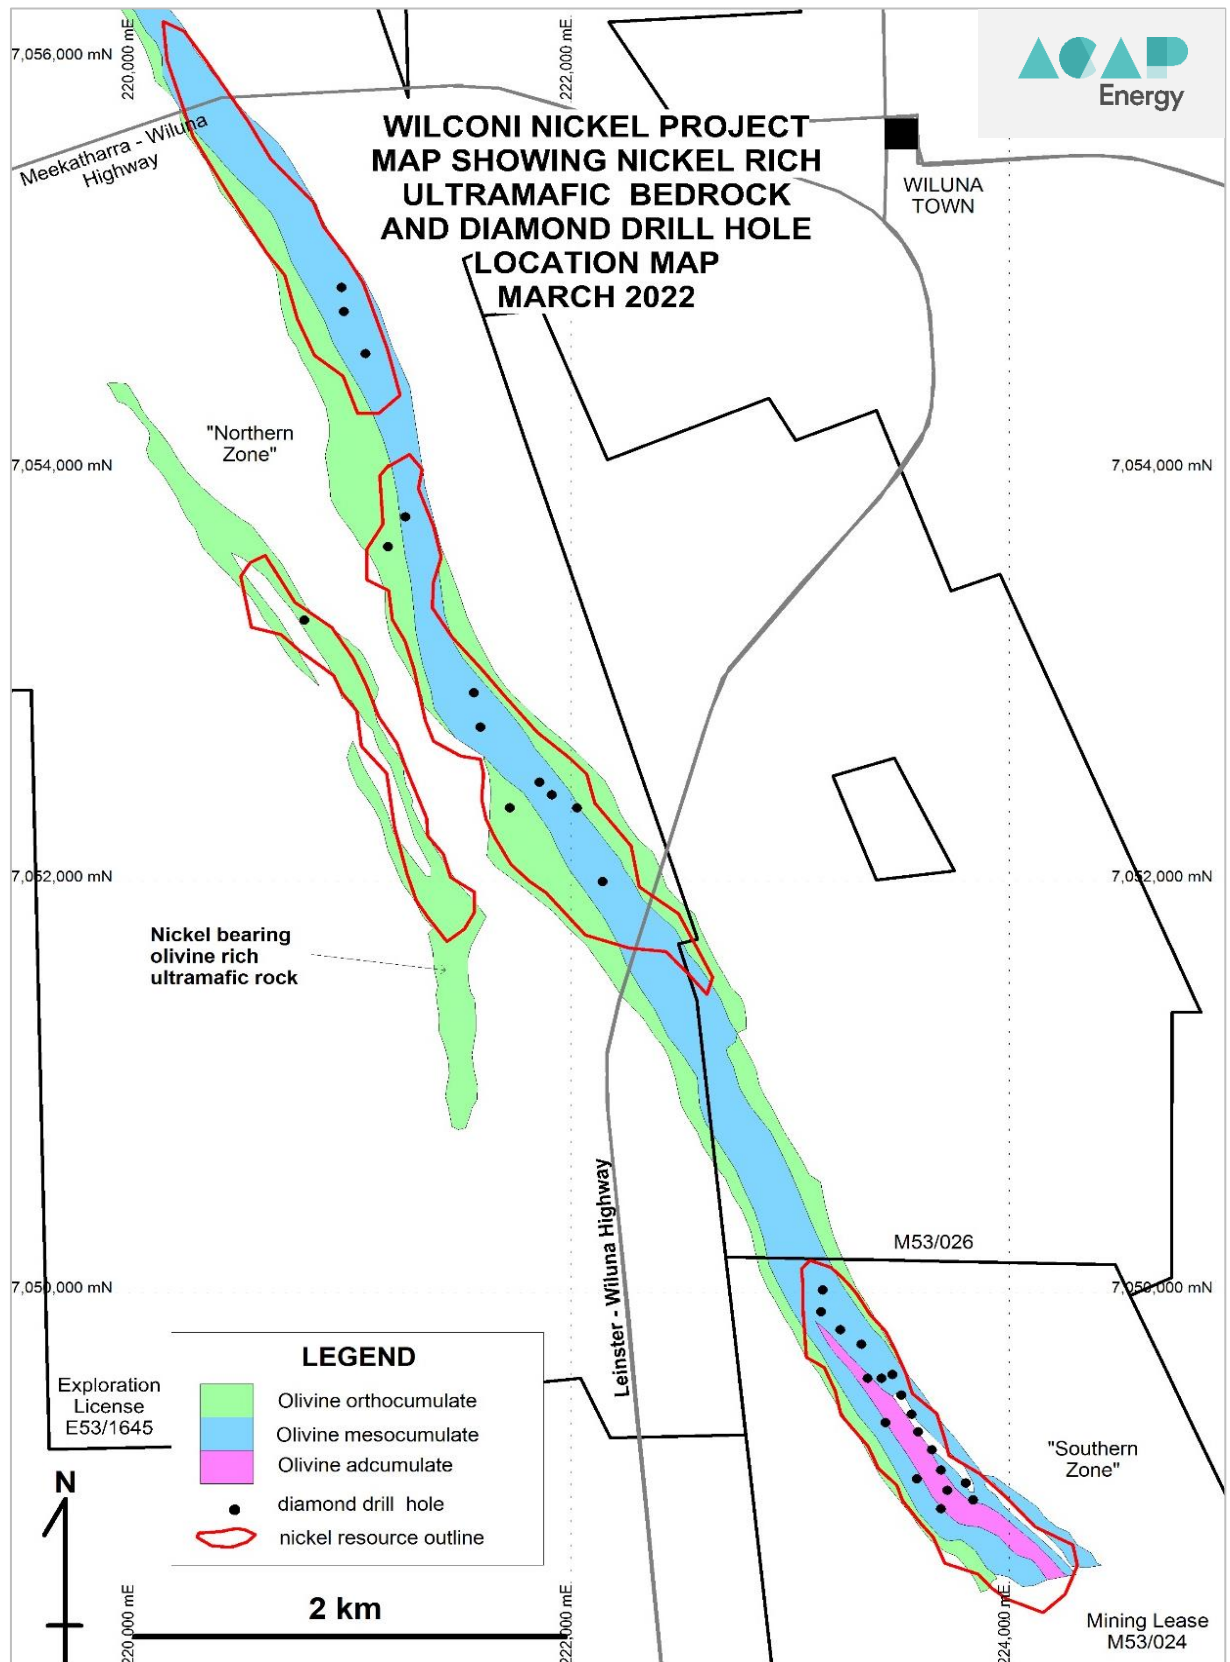 ACAP
Energy
7,056,000 mN
220,000 mE
222,000 mE
WILCONI NICKEL PROJECT
MAP SHOWING NICKEL RICH
ULTRAMAFIC BEDROCK
AND DIAMOND DRILL HOLE
LOCATION MAP
MARCH 2022
Meekatharra - Wiluna
Highway
WILUNA
TOWN
"Northern
Zone"
7,054,000 mN
7,054,000 mN
7,052,000 mN
7,052,000 mN
Nickel bearing
olivine rich
ultramafic rock
Leinster - Wiluna Highway
M53/026
7,050,000 mN
7,050,000 mN
LEGEND
Olivine orthocumulate
Olivine mesocumulate
Olivine adcumulate
diamond drill hole
nickel resource outline
Exploration
License
E53/1645
"Southern
Zone"
N
2 km
220,000 mE
222,000 mE
224,000 mE
Mining Lease
M53/024